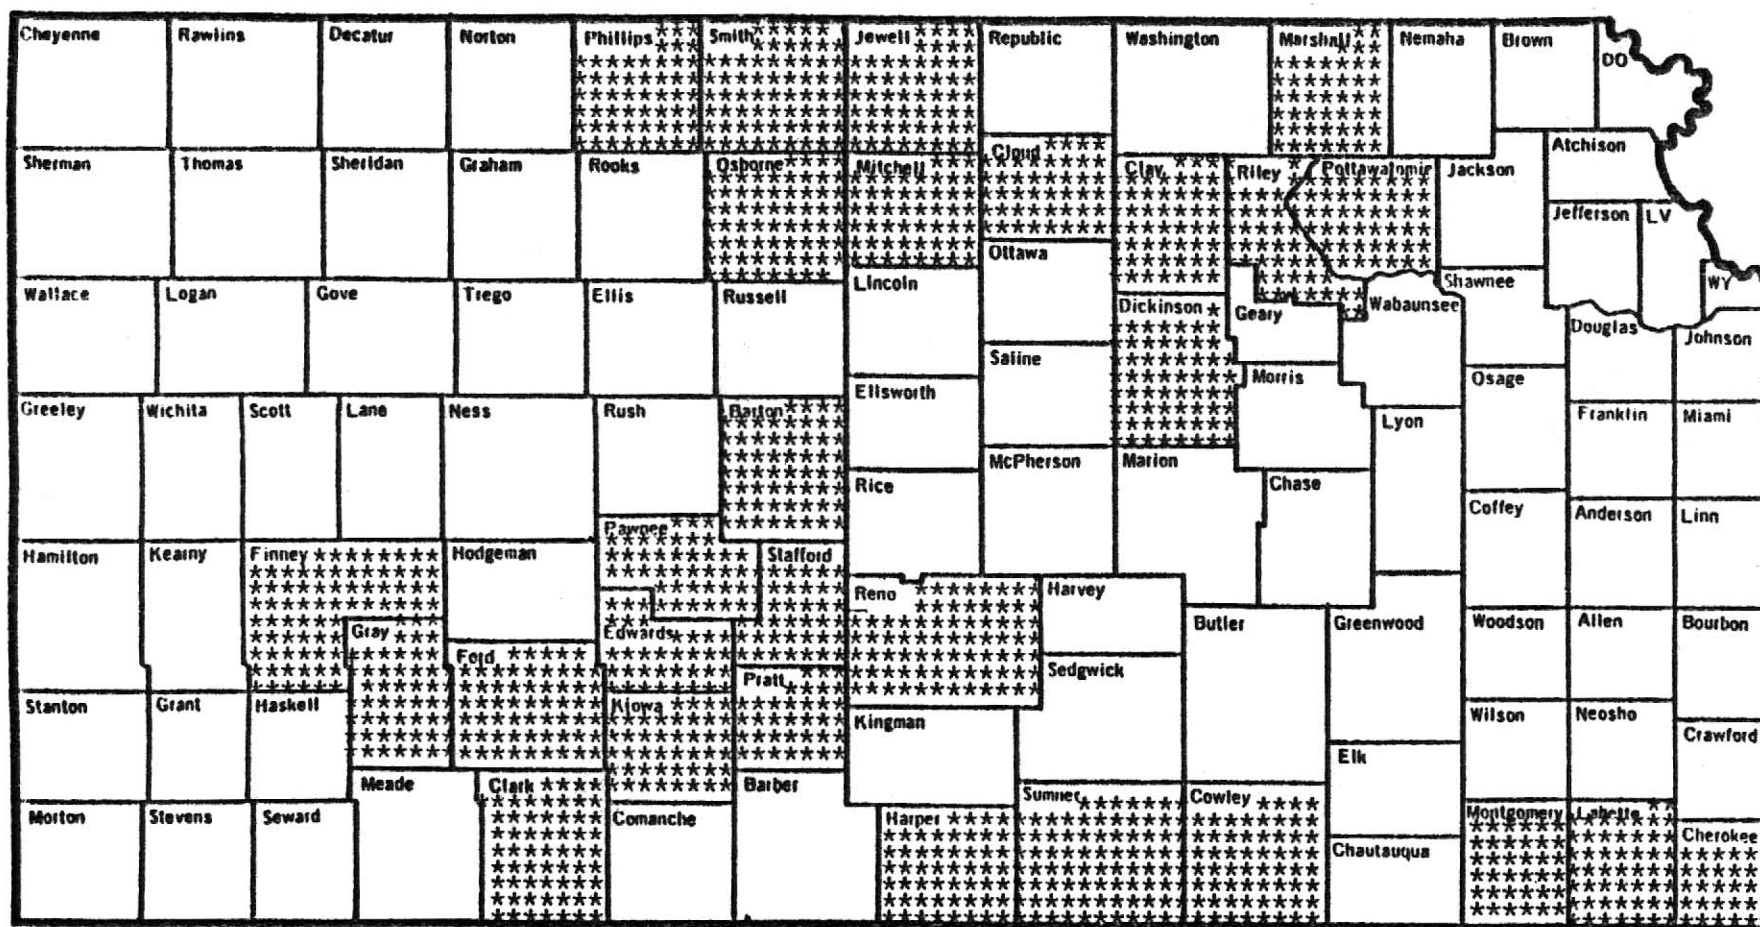 Cheyenne Rawlins Decatur Norton Phillips Smith Jewell Republic Washington Marshall Nemaha Brown DO
Sherman Thomas Sheridan Graham Rooks Osborne Mitchell Cloud Clay Riley Pottawatomie Jackson Atchison
Jefferson LV
Ottawa
Wallace Logan Gove Trego Ellis Russell Lincoln Dickinson Geary Wabaunsee Shawnee WY
Douglas Johnson
Saline
Greeley Wichita Scott Lane Ness Rush Barton Ellsworth Morris Osage
Lyon Franklin Miami
McPherson Marion
Rice Chase
Coffey Anderson Linn
Hamilton Kearny Finney Hodgeman Pawnee Stafford
Reno Harvey
Gray Edwards Butler Greenwood Woodson Allen Bourbon
Ford Pratt Sedgwick
Stanton Grant Haskell Kiowa Kingman Wilson Neosho
Crawford
Elk
Meade Clark Barber
Sumner Cowley
Morton Stevens Seward Comanche Harper Montgomery Labette
Cherokee
Chautauqua